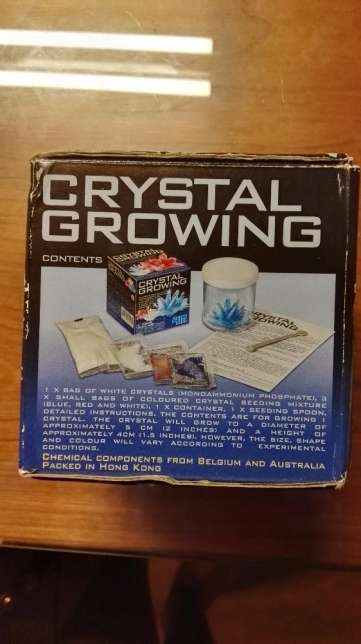 CRYSTAL
GROWING
CONTENTS
CRYSTAL
GROWING
CRYSTAL
GROWING
1 X BAG OF WHITE CRYSTALS (MONOAMMONIUM PHOSPHATE), 3
X SMALL BAGS OF COLOURED CRYSTAL SEEDING MIXTURE
(BLUE, RED AND WHITE), 1 X CONTAINER, 1 X SEEDING SPOON,
DETAILED INSTRUCTIONS. THE CONTENTS ARE FOR GROWING 1
CRYSTAL. THE CRYSTAL WILL GROW TO A DIAMETER OF
APPROXIMATELY 5 CM (2 INCHES) AND A HEIGHT OF
APPROXIMATELY 4CM (1.5 INCHES). HOWEVER, THE SIZE, SHAPE
AND COLOUR WILL VARY ACCORDING TO EXPERIMENTAL
CONDITIONS.
CHEMICAL COMPONENTS FROM BELGIUM AND AUSTRALIA
PACKED IN HONG KONG